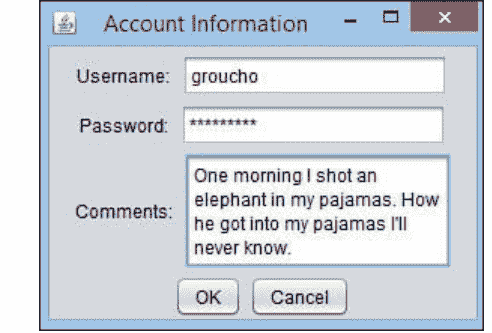 Account Information
Username: groucho
Password: *********
Comments: One morning I shot an
elephant in my pajamas. How
he got into my pajamas I'll
never know.
OK Cancel